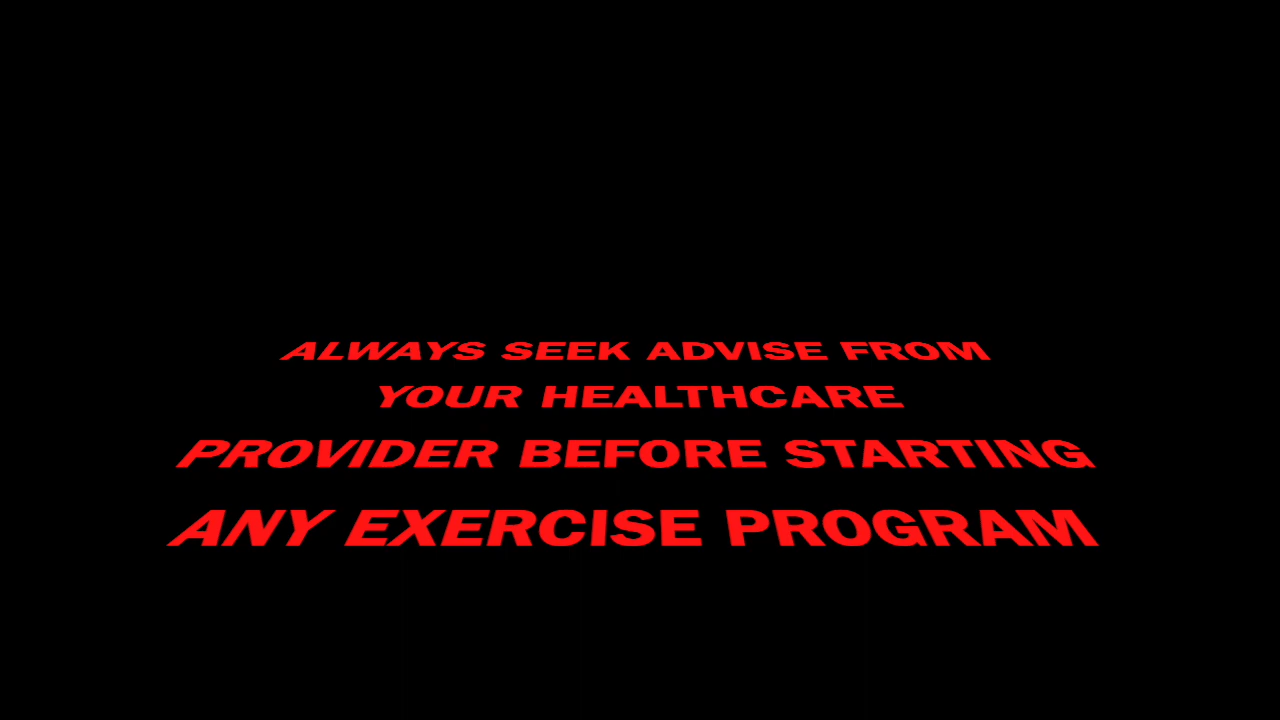 ALWAYS SEEK ADVISE FROM
YOUR HEALTHCARE
PROVIDER BEFORE STARTING
ANY EXERCISE PROGRAM